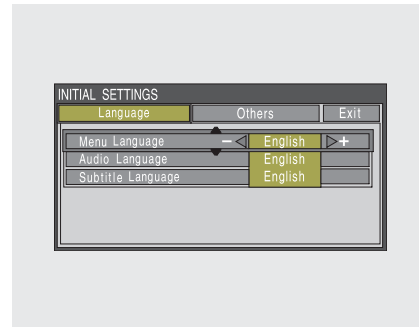 INITIAL SETTINGS
Language Others Exit
Menu Language − English +
Audio Language English
Subtitle Language English